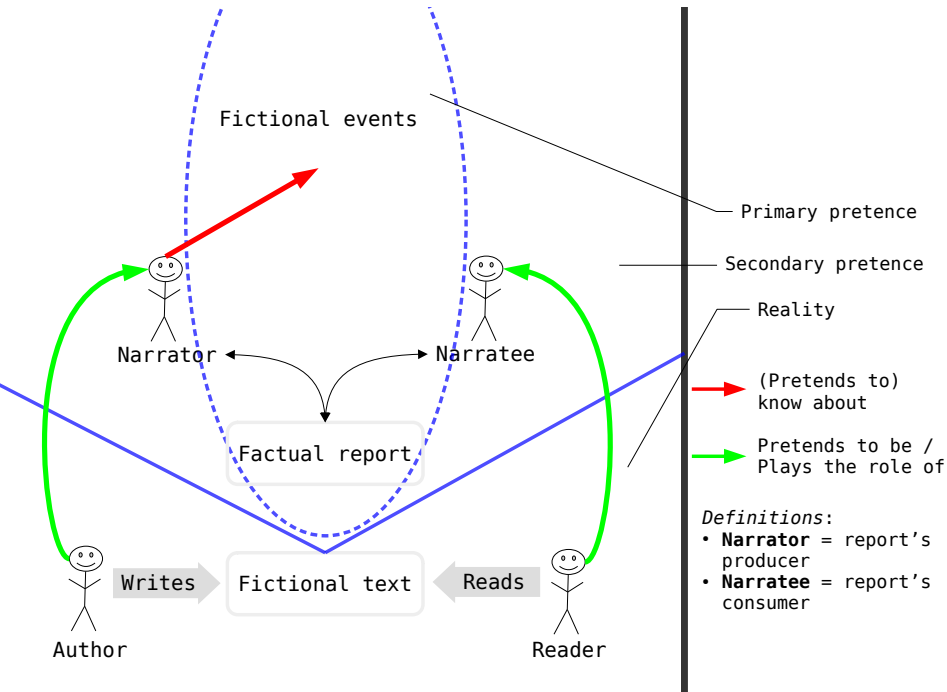 Fictional events
Primary pretence
Secondary pretence
Reality
Narrator
Narratee
(Pretends to)
know about
Factual report
Pretends to be /
Plays the role of
Definitions:
• Narrator = report's
producer
• Narratee = report's
consumer
Writes
Fictional text
Reads
Author
Reader